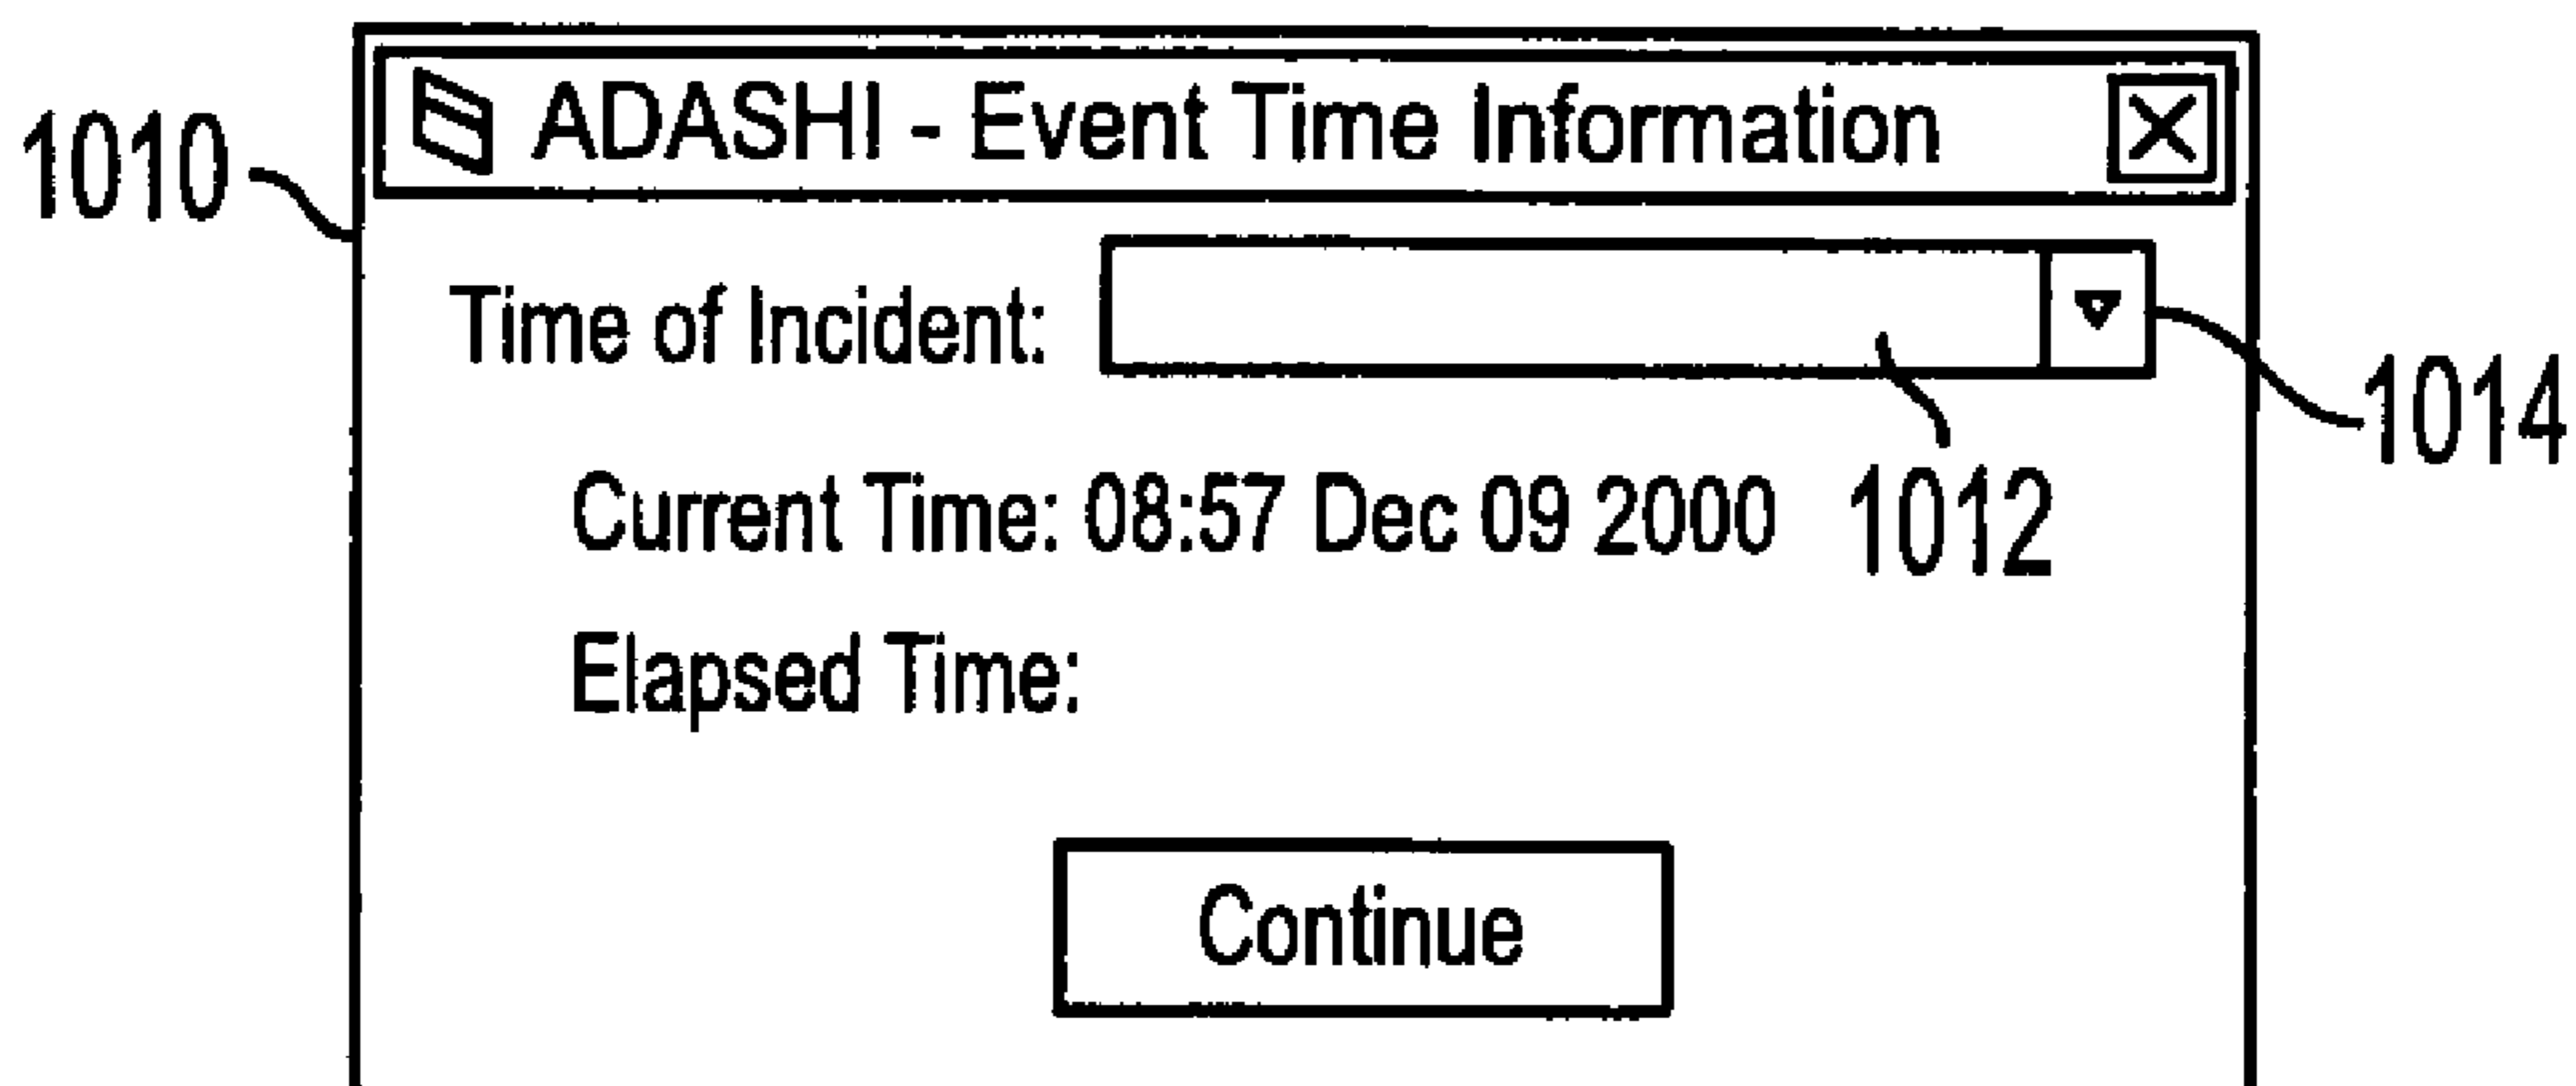 1010
ADASHI - Event Time Information
Time of Incident:
1014
Current Time: 08:57 Dec 09 2000
1012
Elapsed Time:
Continue